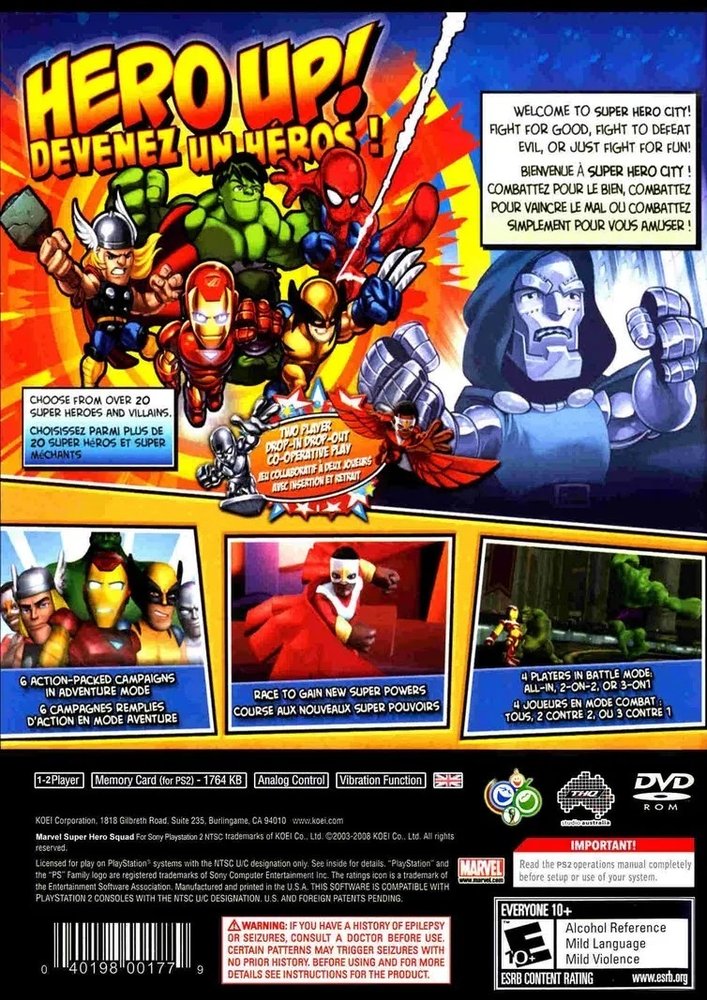 HERO UP!
DEVENEZ UN HÉROS !
WELCOME TO SUPER HERO CITY!
FIGHT FOR GOOD, FIGHT TO DEFEAT
EVIL, OR JUST FIGHT FOR FUN!
BIENVENUE À SUPER HERO CITY !
COMBATTEZ POUR LE BIEN, COMBATTEZ
POUR VAINCRE LE MAL OU COMBATTEZ
SIMPLEMENT POUR VOUS AMUSER !
CHOOSE FROM OVER 20
SUPER HEROES AND VILLAINS.
CHOISISSEZ PARMI PLUS DE
20 SUPER HÉROS ET SUPER
MÉCHANTS
TWO PLAYER
DROP-IN DROP-OUT
CO-OPERATIVE PLAY
JEU COLLABORATIF À DEUX JOUEURS
AVEC INSERTION ET RETRAIT
6 ACTION-PACKED CAMPAIGNS
IN ADVENTURE MODE
6 CAMPAGNES REMPLIES
D'ACTION EN MODE AVENTURE
RACE TO GAIN NEW SUPER POWERS
COURSE AUX NOUVEAUX SUPER POUVOIRS
4 PLAYERS IN BATTLE MODE:
ALL-IN, 2-ON-2, OR 3-ON1
4 JOUEURS EN MODE COMBAT :
TOUS, 2 CONTRE 2, OU 3 CONTRE 1
1-2Player
Memory Card (for PS2) - 1764 KB
Analog Control
Vibration Function
KOEI Corporation, 1818 Gilbreth Road, Suite 235, Burlingame, CA 94010 www.koei.com
Marvel Super Hero Squad For Sony Playstation 2 NTSC trademarks of KOEI Co., Ltd. ©2003-2008 KOEI Co., Ltd. All rights
reserved.
Licensed for play on PlayStation® systems with the NTSC U/C designation only. See inside for details. "PlayStation" and
the "PS" Family logo are registered trademarks of Sony Computer Entertainment Inc. The ratings icon is a trademark of
the Entertainment Software Association. Manufactured and printed in the U.S.A. THIS SOFTWARE IS COMPATIBLE WITH
PLAYSTATION 2 CONSOLES WITH THE NTSC U/C DESIGNATION. U.S. AND FOREIGN PATENTS PENDING.
THQ
studio australia
DVD
ROM
MARVEL
www.marvel.com
IMPORTANT!
Read the PS2 operations manual completely
before setup or use of your system.
0 40198 00177 9
WARNING: IF YOU HAVE A HISTORY OF EPILEPSY
OR SEIZURES, CONSULT A DOCTOR BEFORE USE.
CERTAIN PATTERNS MAY TRIGGER SEIZURES WITH
NO PRIOR HISTORY. BEFORE USING AND FOR MORE
DETAILS SEE INSTRUCTIONS FOR THE PRODUCT.
EVERYONE 10+
E
10+
Alcohol Reference
Mild Language
Mild Violence
ESRB CONTENT RATING www.esrb.org